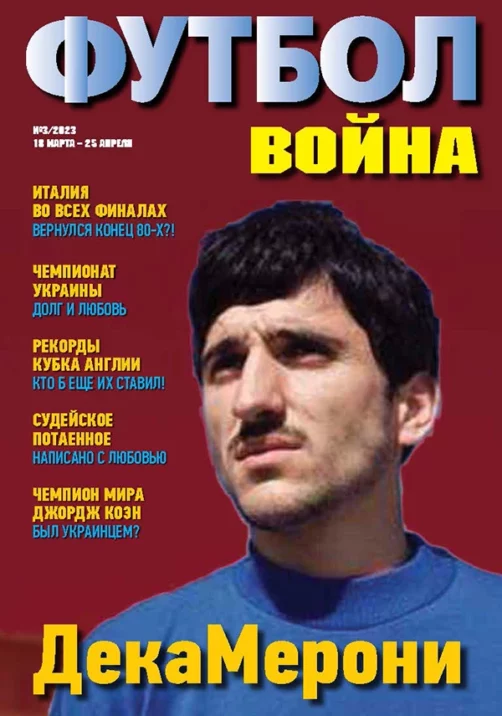 ФУТБОЛ
№3/2023
18 МАРТА – 25 АПРЕЛЯ
ВОЙНА
ИТАЛИЯ
ВО ВСЕХ ФИНАЛАХ
ВЕРНУЛСЯ КОНЕЦ 80-Х?!
ЧЕМПИОНАТ
УКРАИНЫ
ДОЛГ И ЛЮБОВЬ
РЕКОРДЫ
КУБКА АНГЛИИ
КТО Б ЕЩЕ ИХ СТАВИЛ!
СУДЕЙСКОЕ
ПОТАЕННОЕ
НАПИСАНО С ЛЮБОВЬЮ
ЧЕМПИОН МИРА
ДЖОРДЖ КОЭН
БЫЛ УКРАИНЦЕМ?
ДекаМерони